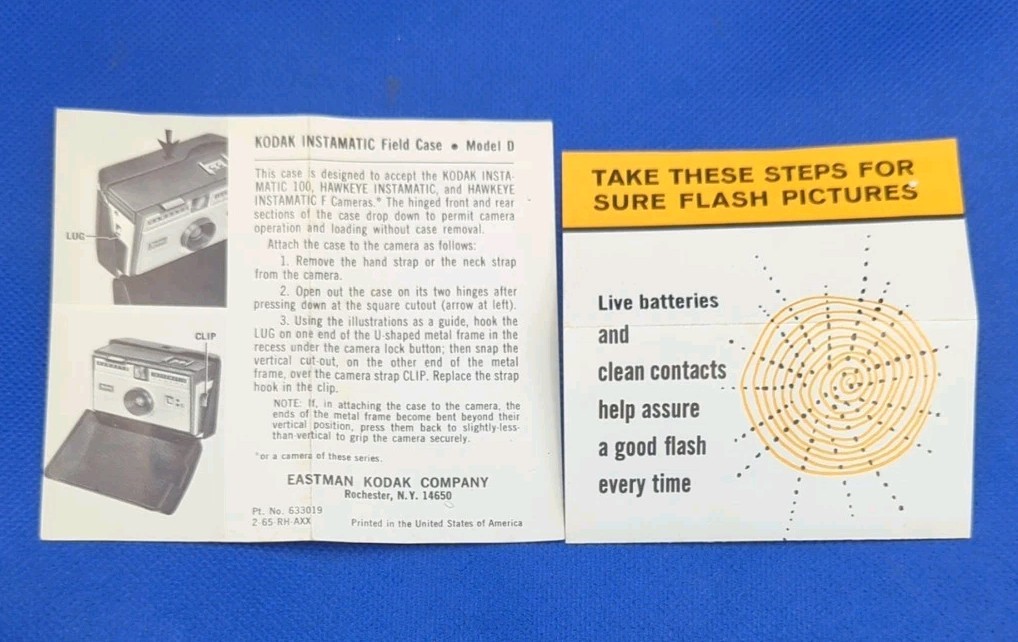 KODAK INSTAMATIC Field Case • Model D
This case is designed to accept the KODAK INSTA-
MATIC 100, HAWKEYE INSTAMATIC, and HAWKEYE
INSTAMATIC F Cameras.* The hinged front and rear
sections of the case drop down to permit camera
operation and loading without case removal.
Attach the case to the camera as follows:
1. Remove the hand strap or the neck strap
from the camera.
2. Open out the case on its two hinges after
pressing down at the square cutout (arrow at left).
3. Using the illustrations as a guide, hook the
LUG on one end of the U-shaped metal frame in the
recess under the camera lock button; then snap the
vertical cut-out, on the other end of the metal
frame, over the camera strap CLIP. Replace the strap
hook in the clip.
NOTE: If, in attaching the case to the camera, the
ends of the metal frame become bent beyond their
vertical position, press them back to slightly-less-
than-vertical to grip the camera securely.
*or a camera of these series.
EASTMAN KODAK COMPANY
Rochester, N.Y. 14650
Pt. No. 633019
2-65-RH-AXX
Printed in the United States of America
LUG
CLIP
TAKE THESE STEPS FOR
SURE FLASH PICTURES
Live batteries
and
clean contacts
help assure
a good flash
every time